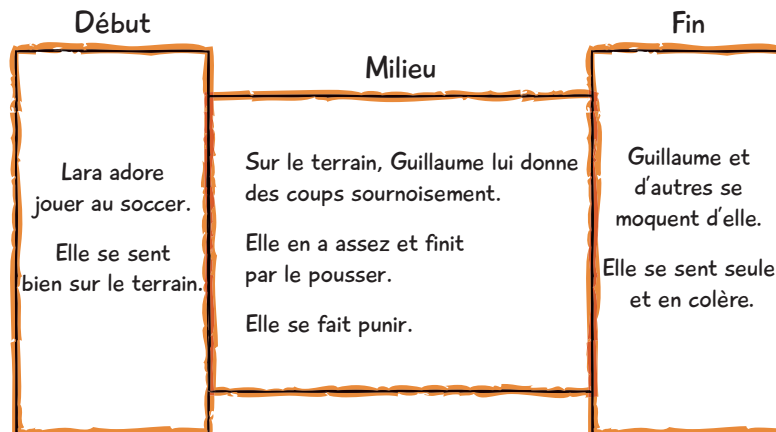 Début
Lara adore
jouer au soccer.
Elle se sent
bien sur le terrain.
Milieu
Sur le terrain, Guillaume lui donne
des coups sournoisement.
Elle en a assez et finit
par le pousser.
Elle se fait punir.
Fin
Guillaume et
d'autres se
moquent d'elle.
Elle se sent seule
et en colère.